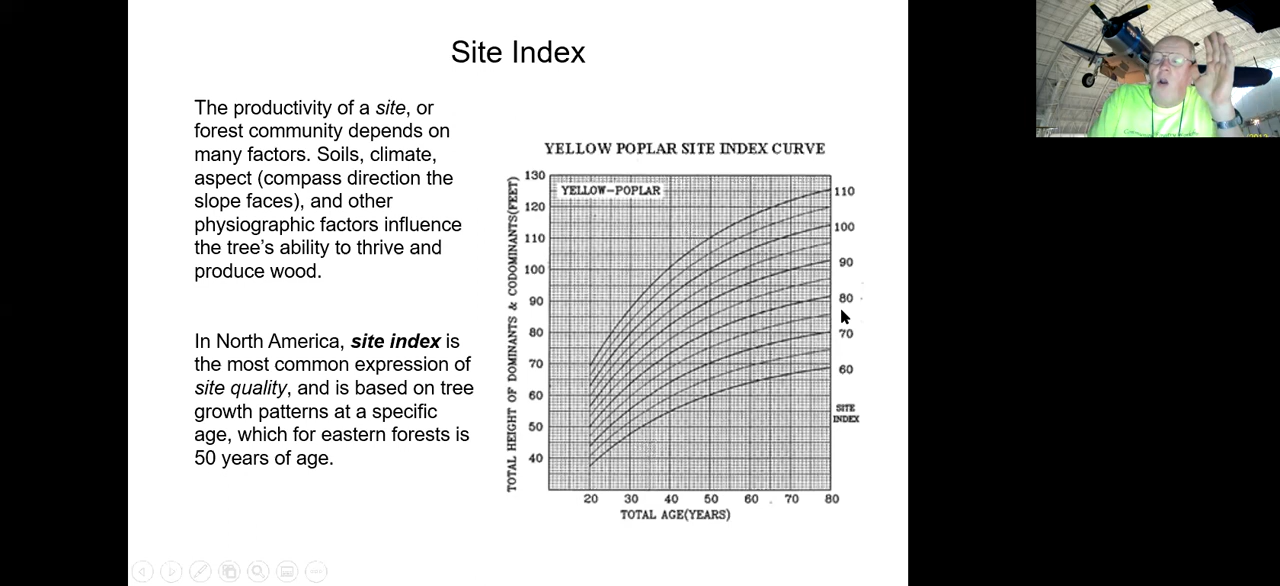 Site Index
The productivity of a site, or
forest community depends on
many factors. Soils, climate,
aspect (compass direction the
slope faces), and other
physiographic factors influence
the tree’s ability to thrive and
produce wood.
In North America, site index is
the most common expression of
site quality, and is based on tree
growth patterns at a specific
age, which for eastern forests is
50 years of age.
YELLOW POPLAR SITE INDEX CURVE
YELLOW-POPLAR
TOTAL HEIGHT OF DOMINANTS & CODOMINANTS(FEET)
130
120
110
100
90
80
70
60
50
40
110
100
90
80
70
60
SITE
INDEX
20 30 40 50 60 70 80
TOTAL AGE(YEARS)